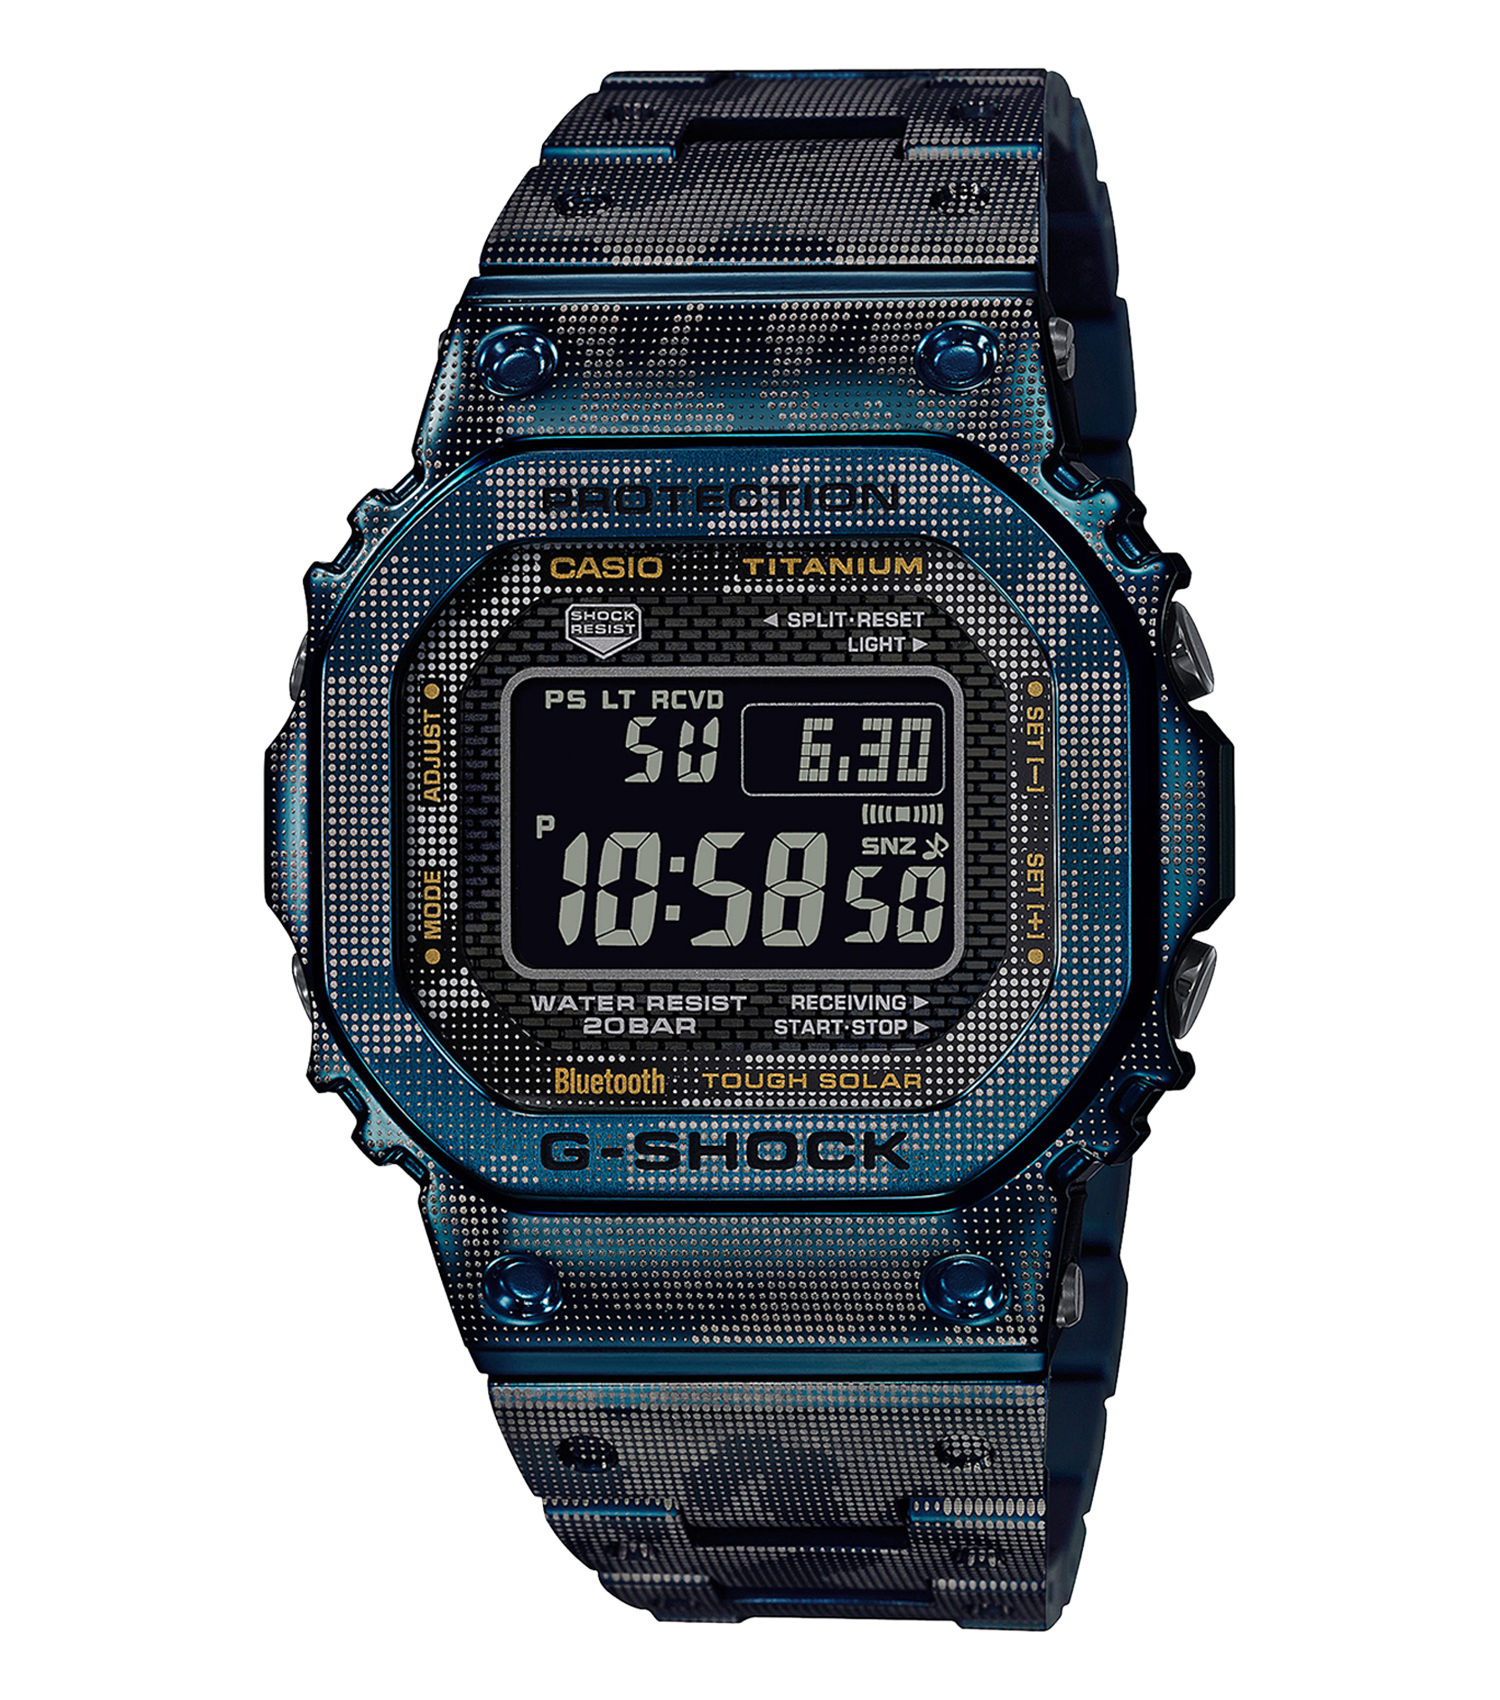 PROTECTION
CASIO TITANIUM
SHOCK
RESIST
◀ SPLIT·RESET
LIGHT ▶
PS LT RCVD
SU 6.30
P
SNZ
10:58 50
ADJUST
MODE
SET [–]
SET [+]
WATER RESIST
20BAR
RECEIVING ▶
START·STOP ▶
Bluetooth TOUGH SOLAR
G-SHOCK